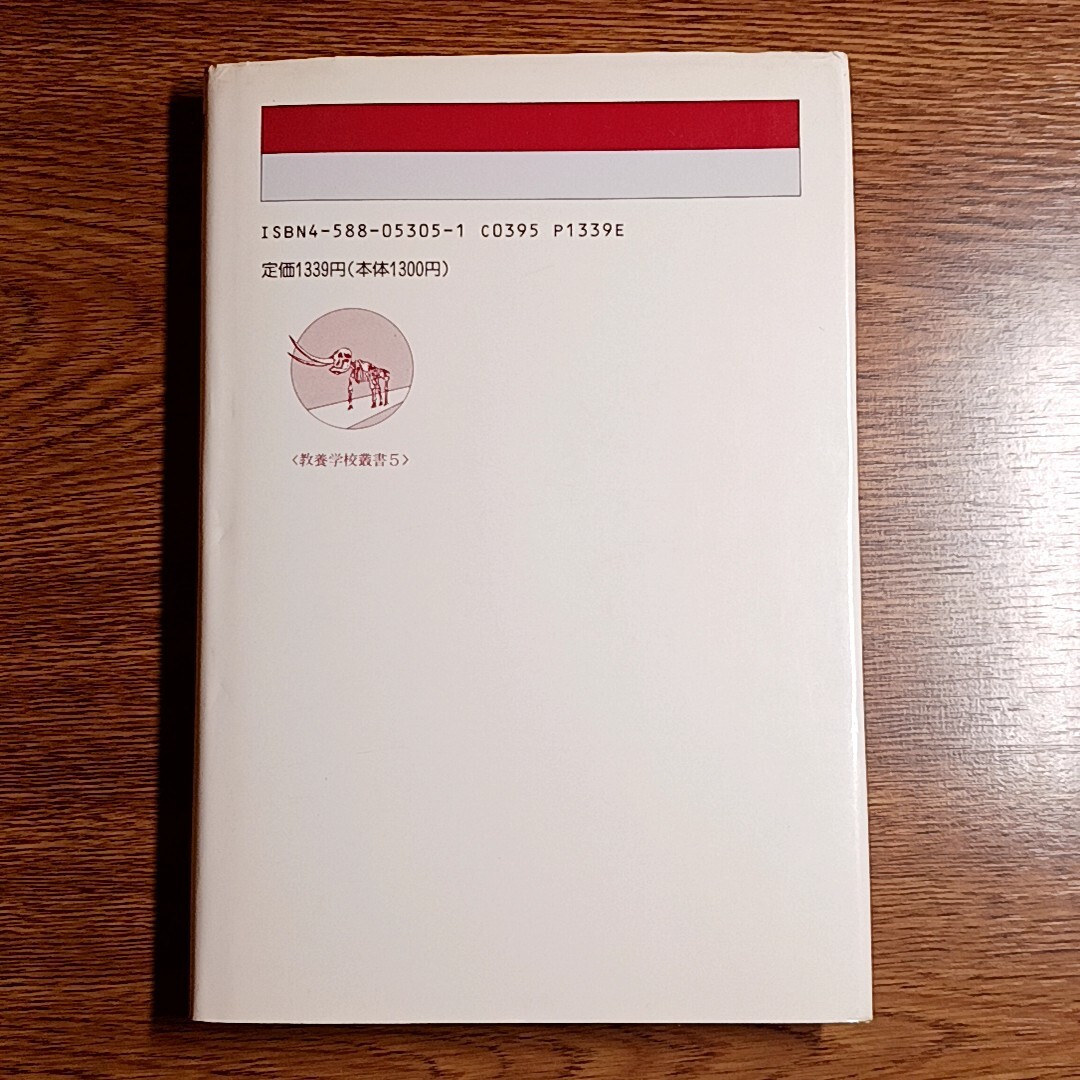 ISBN4-588-05305-1 C0395 P1339E
定価1339円(本体1300円)
〈教養学校叢書5〉